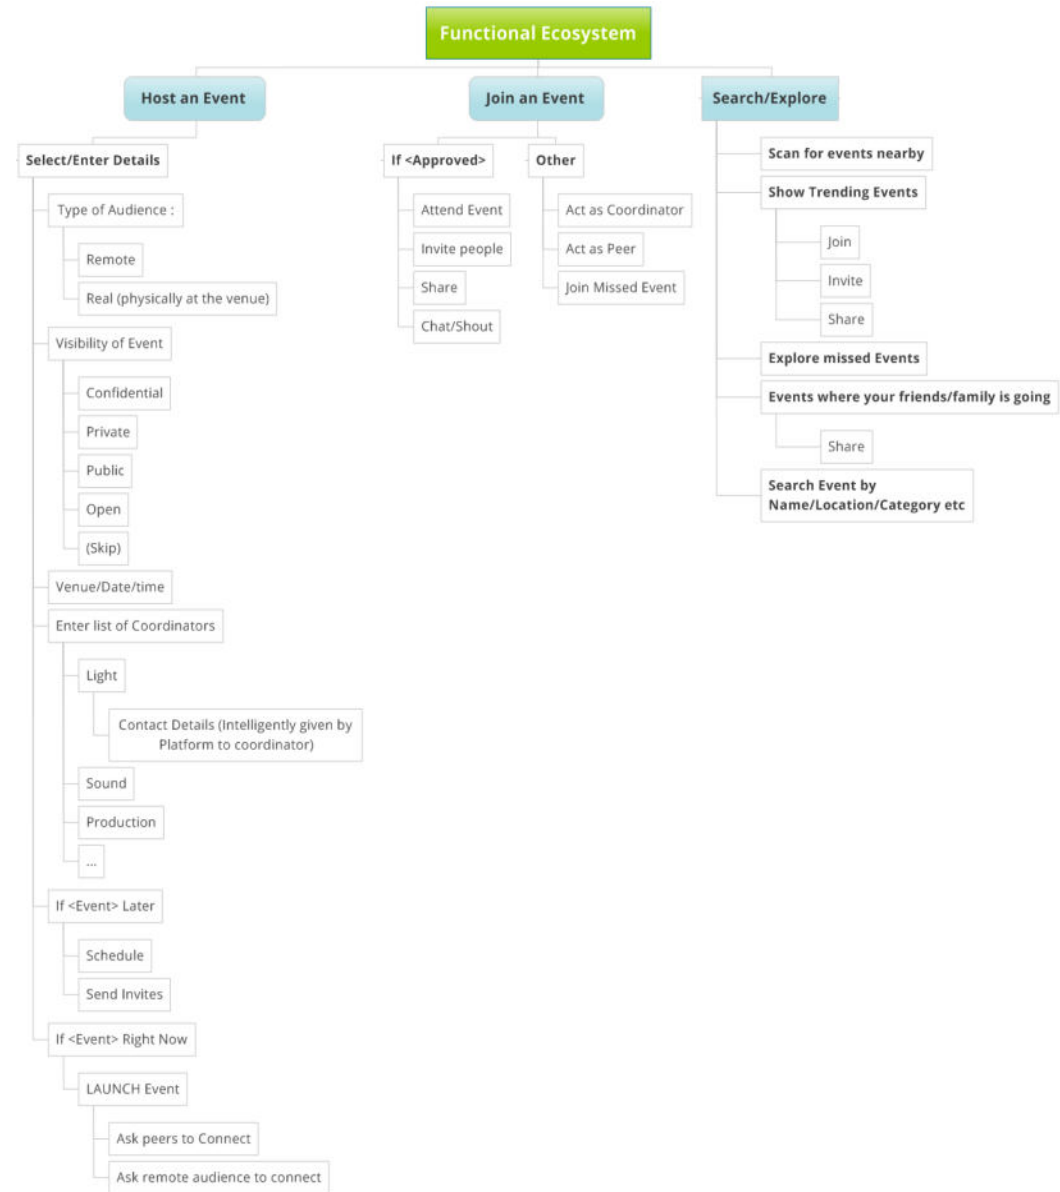 Functional Ecosystem
Host an Event
Select/Enter Details
Type of Audience :
Remote
Real (physically at the venue)
Visibility of Event
Confidential
Private
Public
Open
(Skip)
Venue/Date/time
Enter list of Coordinators
Light
Contact Details (Intelligently given by
Platform to coordinator)
Sound
Production
...
If <Event> Later
Schedule
Send Invites
If <Event> Right Now
LAUNCH Event
Ask peers to Connect
Ask remote audience to connect
Join an Event
If <Approved>
Attend Event
Invite people
Share
Chat/Shout
Other
Act as Coordinator
Act as Peer
Join Missed Event
Search/Explore
Scan for events nearby
Show Trending Events
Join
Invite
Share
Explore missed Events
Events where your friends/family is going
Share
Search Event by
Name/Location/Category etc